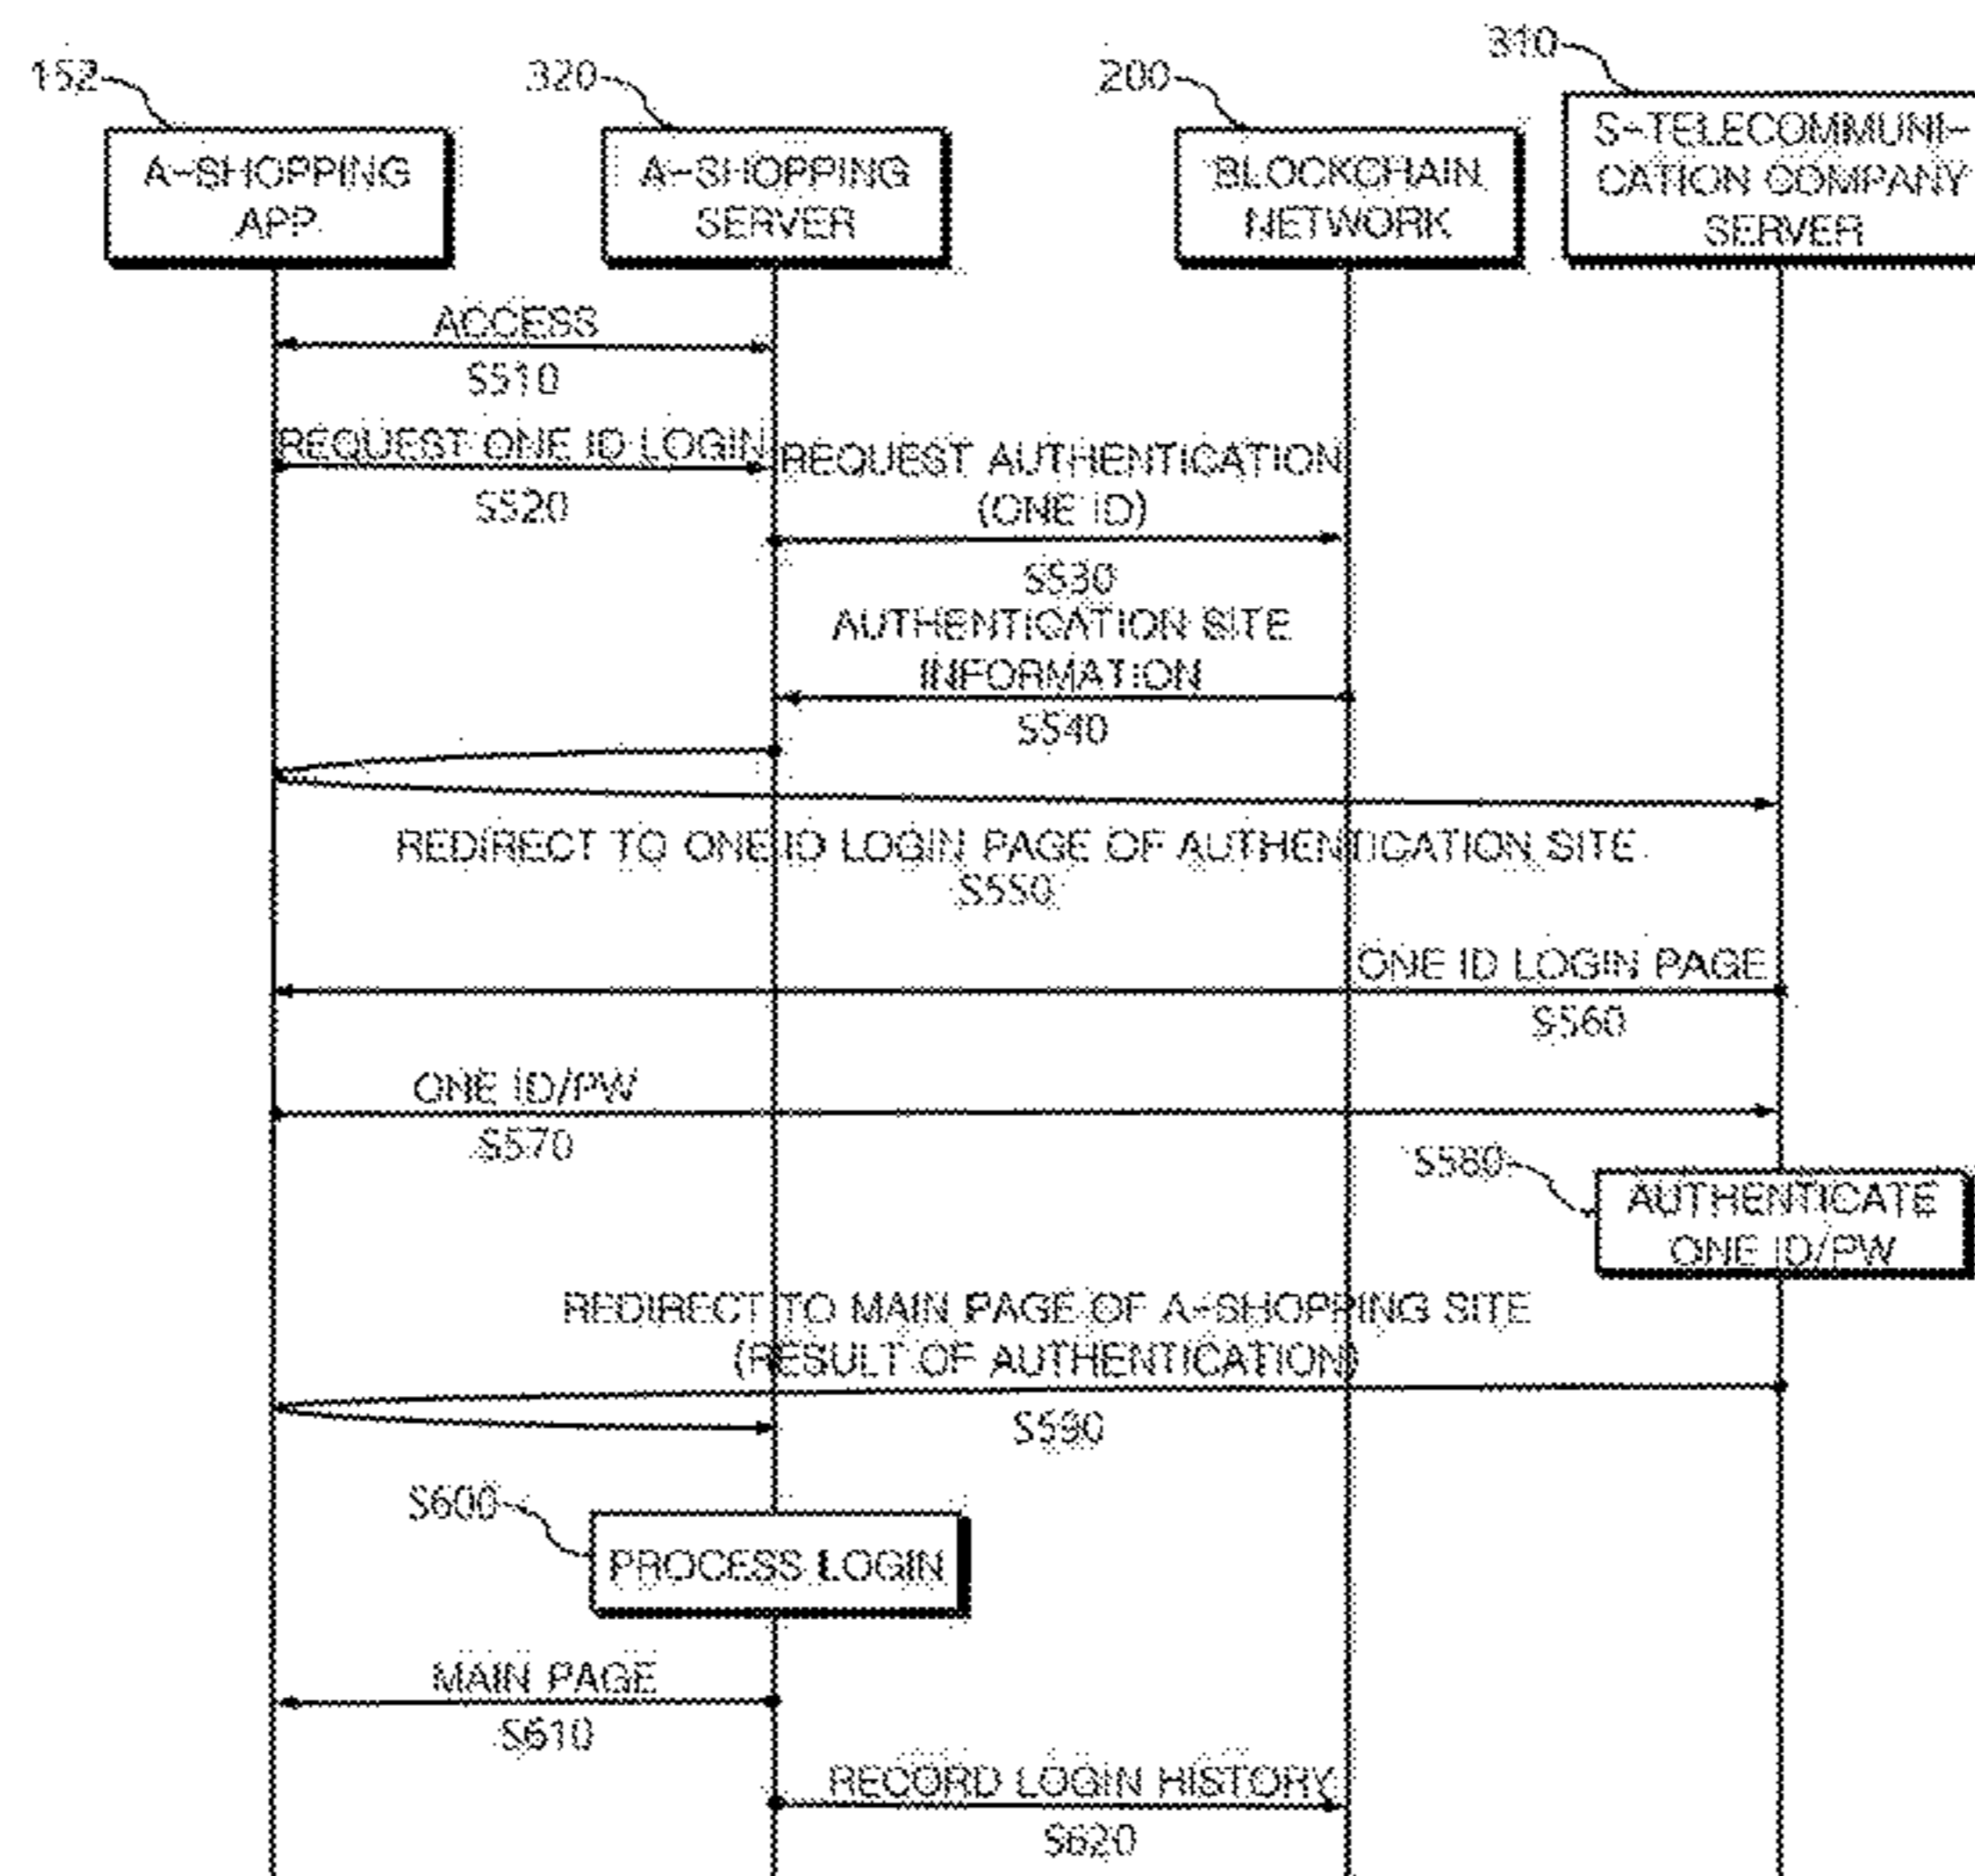 152
320
200
310
A-SHOPPING
APP
A-SHOPPING
SERVER
BLOCKCHAIN
NETWORK
S-TELECOMMUNI-
CATION COMPANY
SERVER
ACCESS
S510
REQUEST ONE ID LOGIN
S520
REQUEST AUTHENTICATION
(ONE ID)
S530
AUTHENTICATION SITE
INFORMATION
S540
REDIRECT TO ONE ID LOGIN PAGE OF AUTHENTICATION SITE
S550
ONE ID LOGIN PAGE
S560
ONE ID/PW
S570
S580
AUTHENTICATE
ONE ID/PW
REDIRECT TO MAIN PAGE OF A-SHOPPING SITE
(RESULT OF AUTHENTICATION)
S590
S600
PROCESS LOGIN
MAIN PAGE
S610
RECORD LOGIN HISTORY
S620